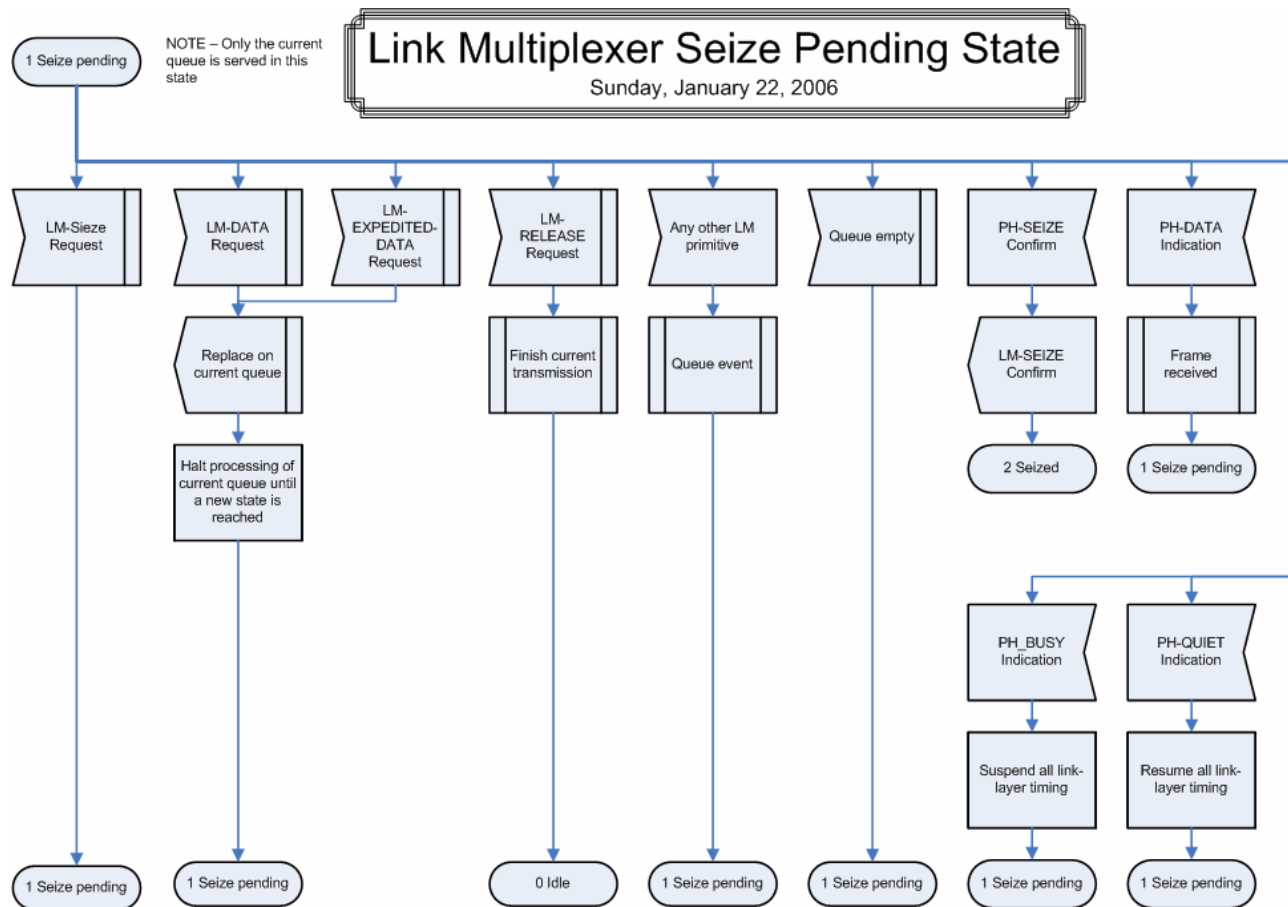 Link Multiplexer Seize Pending State
Sunday, January 22, 2006
1 Seize pending
NOTE – Only the current
queue is served in this
state
LM-Sieze
Request
LM-DATA
Request
LM-
EXPEDITED-
DATA
Request
LM-
RELEASE
Request
Any other LM
primitive
Queue empty
PH-SEIZE
Confirm
PH-DATA
Indication
Replace on
current queue
Finish current
transmission
Queue event
LM-SEIZE
Confirm
Frame
received
Halt processing of
current queue until
a new state is
reached
2 Seized
1 Seize pending
PH_BUSY
Indication
PH-QUIET
Indication
Suspend all link-
layer timing
Resume all link-
layer timing
1 Seize pending
1 Seize pending
0 Idle
1 Seize pending
1 Seize pending
1 Seize pending
1 Seize pending